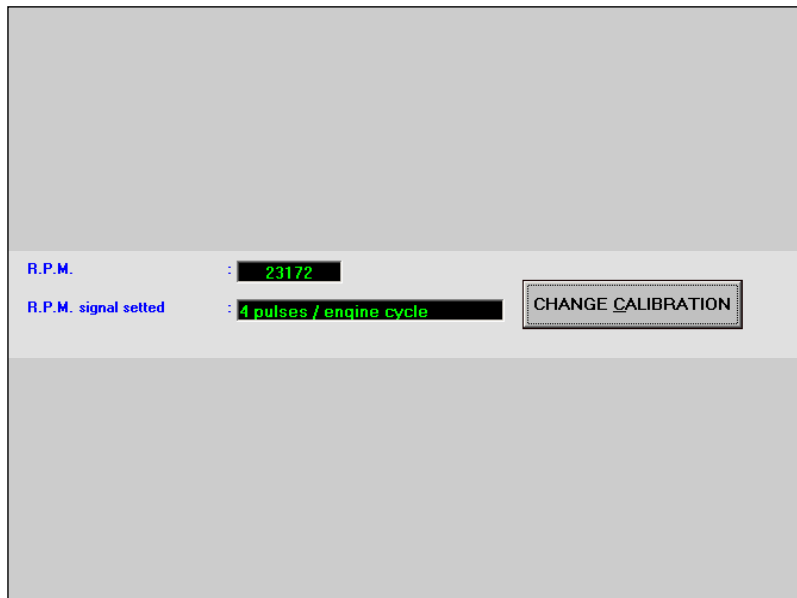 R.P.M. : 23172
R.P.M. signal setted : 4 pulses / engine cycle
CHANGE CALIBRATION